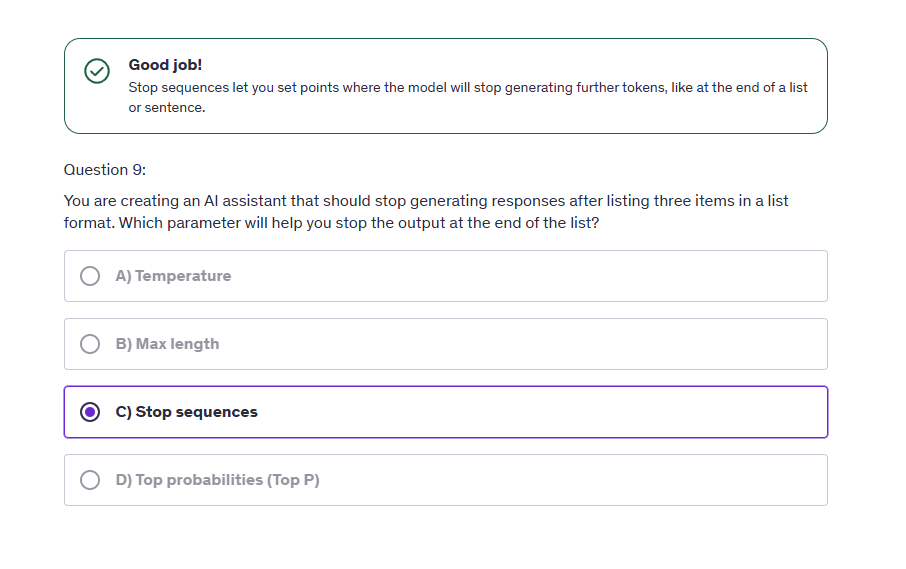 Good job!
Stop sequences let you set points where the model will stop generating further tokens, like at the end of a list
or sentence.
Question 9:
You are creating an AI assistant that should stop generating responses after listing three items in a list
format. Which parameter will help you stop the output at the end of the list?
A) Temperature
B) Max length
C) Stop sequences
D) Top probabilities (Top P)